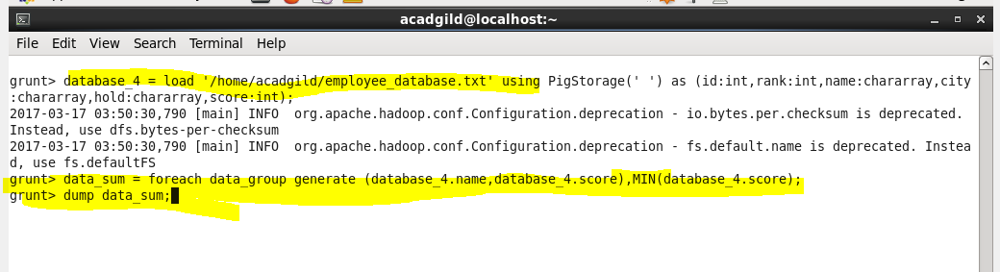 acadgild@localhost:~
File Edit View Search Terminal Help
grunt> database_4 = load '/home/acadgild/employee_database.txt' using PigStorage(' ') as (id:int,rank:int,name:chararray,city
:chararray,hold:chararray,score:int);
2017-03-17 03:50:30,790 [main] INFO  org.apache.hadoop.conf.Configuration.deprecation - io.bytes.per.checksum is deprecated.
Instead, use dfs.bytes-per-checksum
2017-03-17 03:50:30,790 [main] INFO  org.apache.hadoop.conf.Configuration.deprecation - fs.default.name is deprecated. Instea
d, use fs.defaultFS
grunt> data_sum = foreach data_group generate (database_4.name,database_4.score),MIN(database_4.score);
grunt> dump data_sum;